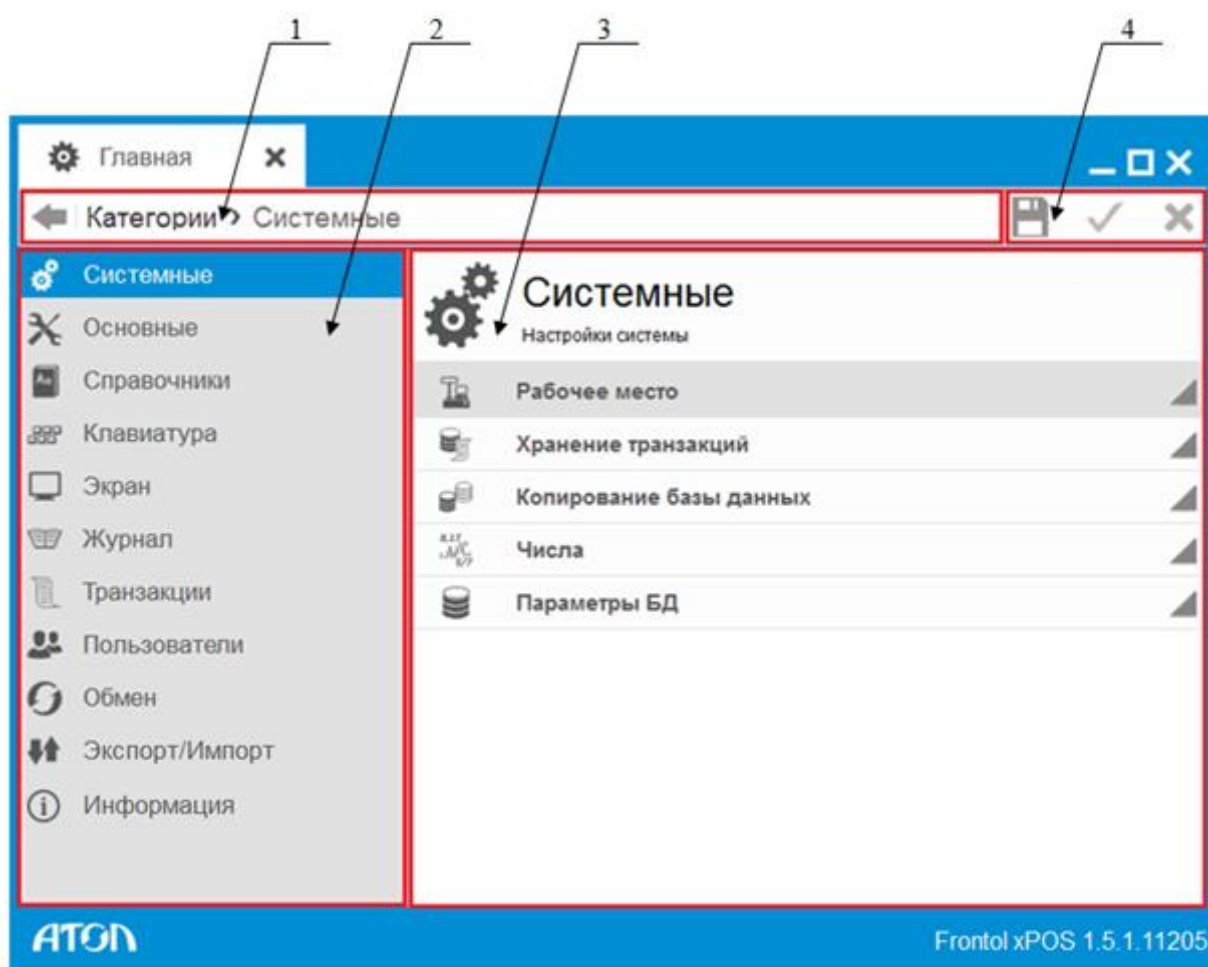 1 2 3 4
Главная
Категории Системные
Системные
Основные
Справочники
Клавиатура
Экран
Журнал
Транзакции
Пользователи
Обмен
Экспорт/Импорт
Информация
Системные
Настройки системы
Рабочее место
Хранение транзакций
Копирование базы данных
Числа
Параметры БД
АТОЛ
Frontol xPOS 1.5.1.11205